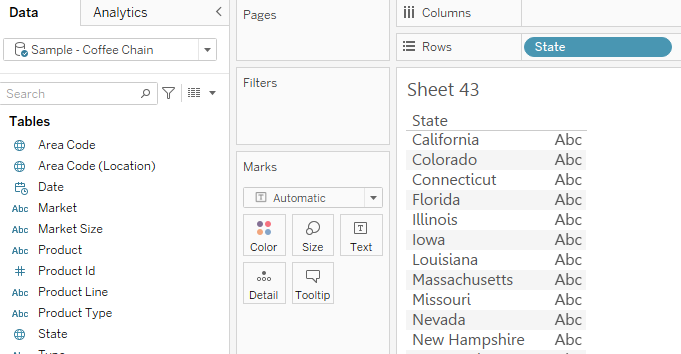 Data
Analytics
Sample - Coffee Chain
Search
Tables
Area Code
Area Code (Location)
Date
Abc Market
Abc Market Size
Abc Product
Product Id
Abc Product Line
Abc Product Type
State
Pages
Filters
Marks
Automatic
Color Size Text
Detail Tooltip
Columns
Rows State
Sheet 43
State
California Abc
Colorado Abc
Connecticut Abc
Florida Abc
Illinois Abc
Iowa Abc
Louisiana Abc
Massachusetts Abc
Missouri Abc
Nevada Abc
New Hampshire Abc